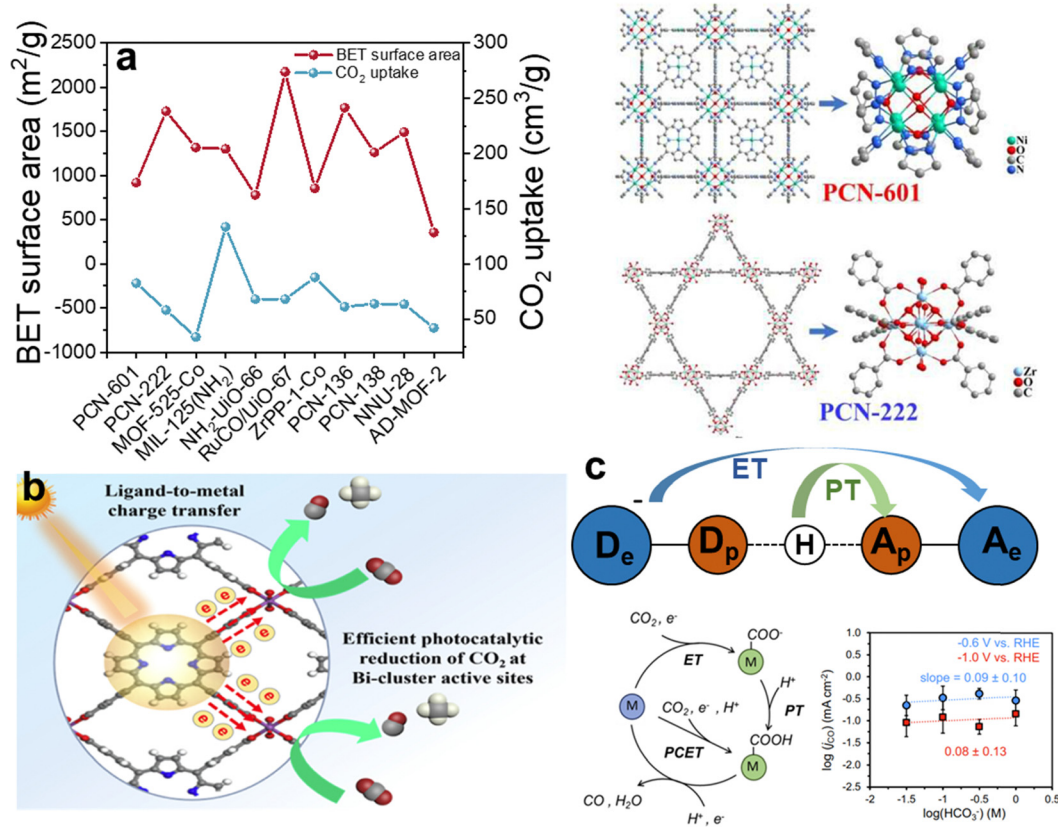 a
BET surface area
CO₂ uptake
BET surface area (m²/g)
2500
2000
1500
1000
500
0
-500
-1000
CO₂ uptake (cm³/g)
300
250
200
150
100
50
PCN-601
PCN-222
MOF-525-Co
MIL-125(NH₂)
NH₂-UiO-66
RuCO/UiO-67
ZrPP-1-Co
PCN-136
PCN-138
NNU-28
AD-MOF-2
Ni
O
C
N
PCN-601
Zr
O
C
PCN-222
b
Ligand-to-metal
charge transfer
e e
e e
e e
e e
Efficient photocatalytic
reduction of CO₂ at
Bi-cluster active sites
c
ET
PT
Dₑ⁻
Dₚ
H
Aₚ
Aₑ
CO₂, e⁻
COO⁻
M
ET
H⁺
PT
M
CO₂, e⁻, H⁺
PCET
COOH
M
CO, H₂O
H⁺, e⁻
-0.6 V vs. RHE
-1.0 V vs. RHE
slope = 0.09 ± 0.10
0.08 ± 0.13
log (j_CO) (mA cm⁻²)
1.0
0.5
0.0
-0.5
-1.0
-1.5
-2.0
-2.5
-2
-1.5
-1.0
-0.5
0
0.5
log(HCO₃⁻) (M)